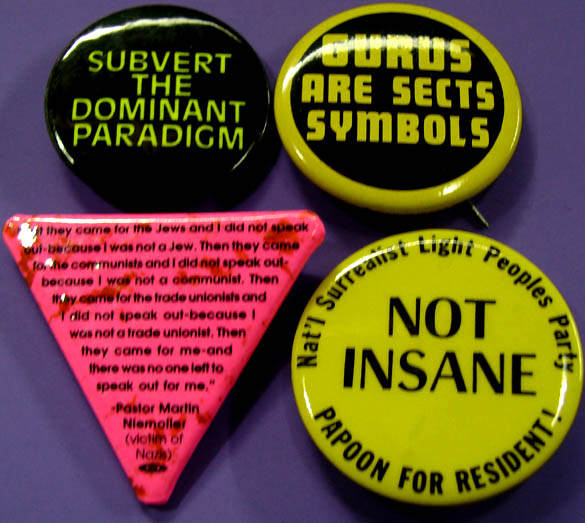 SUBVERT
THE
DOMINANT
PARADIGM
GURUS
ARE SECTS
SYMBOLS
they came for the Jews and I did not speak
out-because I was not a Jew. Then they came
for the communists and I did not speak out-
because I was not a communist. Then
they came for the trade unionists and
I did not speak out-because I
was not a trade unionist. Then
they came for me-and
there was no one left to
speak out for me."
-Pastor Martin
Niemoller
(victim of
Nazis)
Nat'l Surrealist Light Peoples Party
NOT
INSANE
PAPOON FOR RESIDENT!